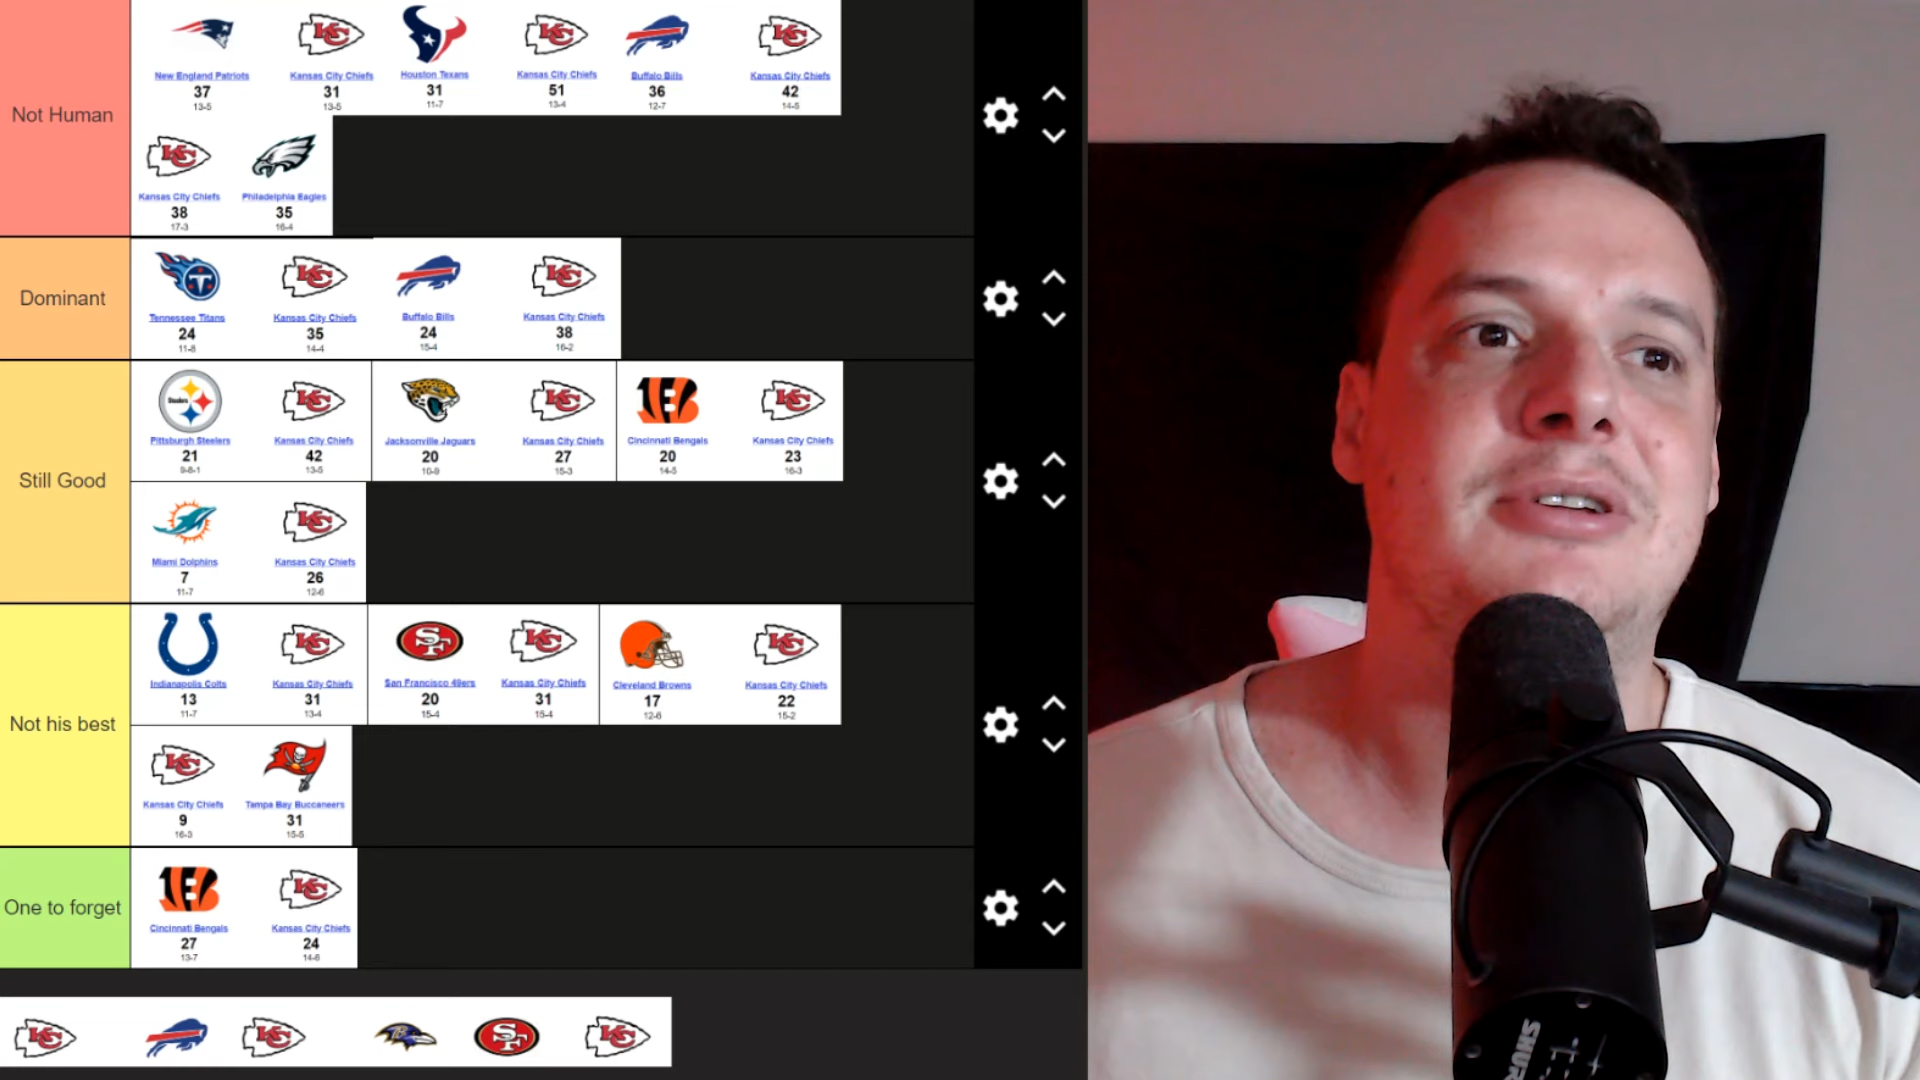 Not Human
New England Patriots Kansas City Chiefs Houston Texans Kansas City Chiefs Buffalo Bills Kansas City Chiefs
37 31 31 51 36 42
13-5 13-5 11-7 13-4 12-7 14-5
Kansas City Chiefs Philadelphia Eagles
38 35
17-3 16-4
Dominant
Tennessee Titans Kansas City Chiefs Buffalo Bills Kansas City Chiefs
24 35 24 38
11-8 14-4 15-4 16-2
Still Good
Steelers
Pittsburgh Steelers Kansas City Chiefs Jacksonville Jaguars Kansas City Chiefs Cincinnati Bengals Kansas City Chiefs
21 42 20 27 20 23
9-8-1 13-5 10-9 15-3 14-5 16-3
Miami Dolphins Kansas City Chiefs
7 26
11-7 12-6
Not his best
Indianapolis Colts Kansas City Chiefs San Francisco 49ers Kansas City Chiefs Cleveland Browns Kansas City Chiefs
13 31 20 31 17 22
11-7 13-4 15-4 15-4 12-6 15-2
Kansas City Chiefs Tampa Bay Buccaneers
9 31
16-3 15-5
One to forget
Cincinnati Bengals Kansas City Chiefs
27 24
13-7 14-6
KC KC SF KC
SHUR